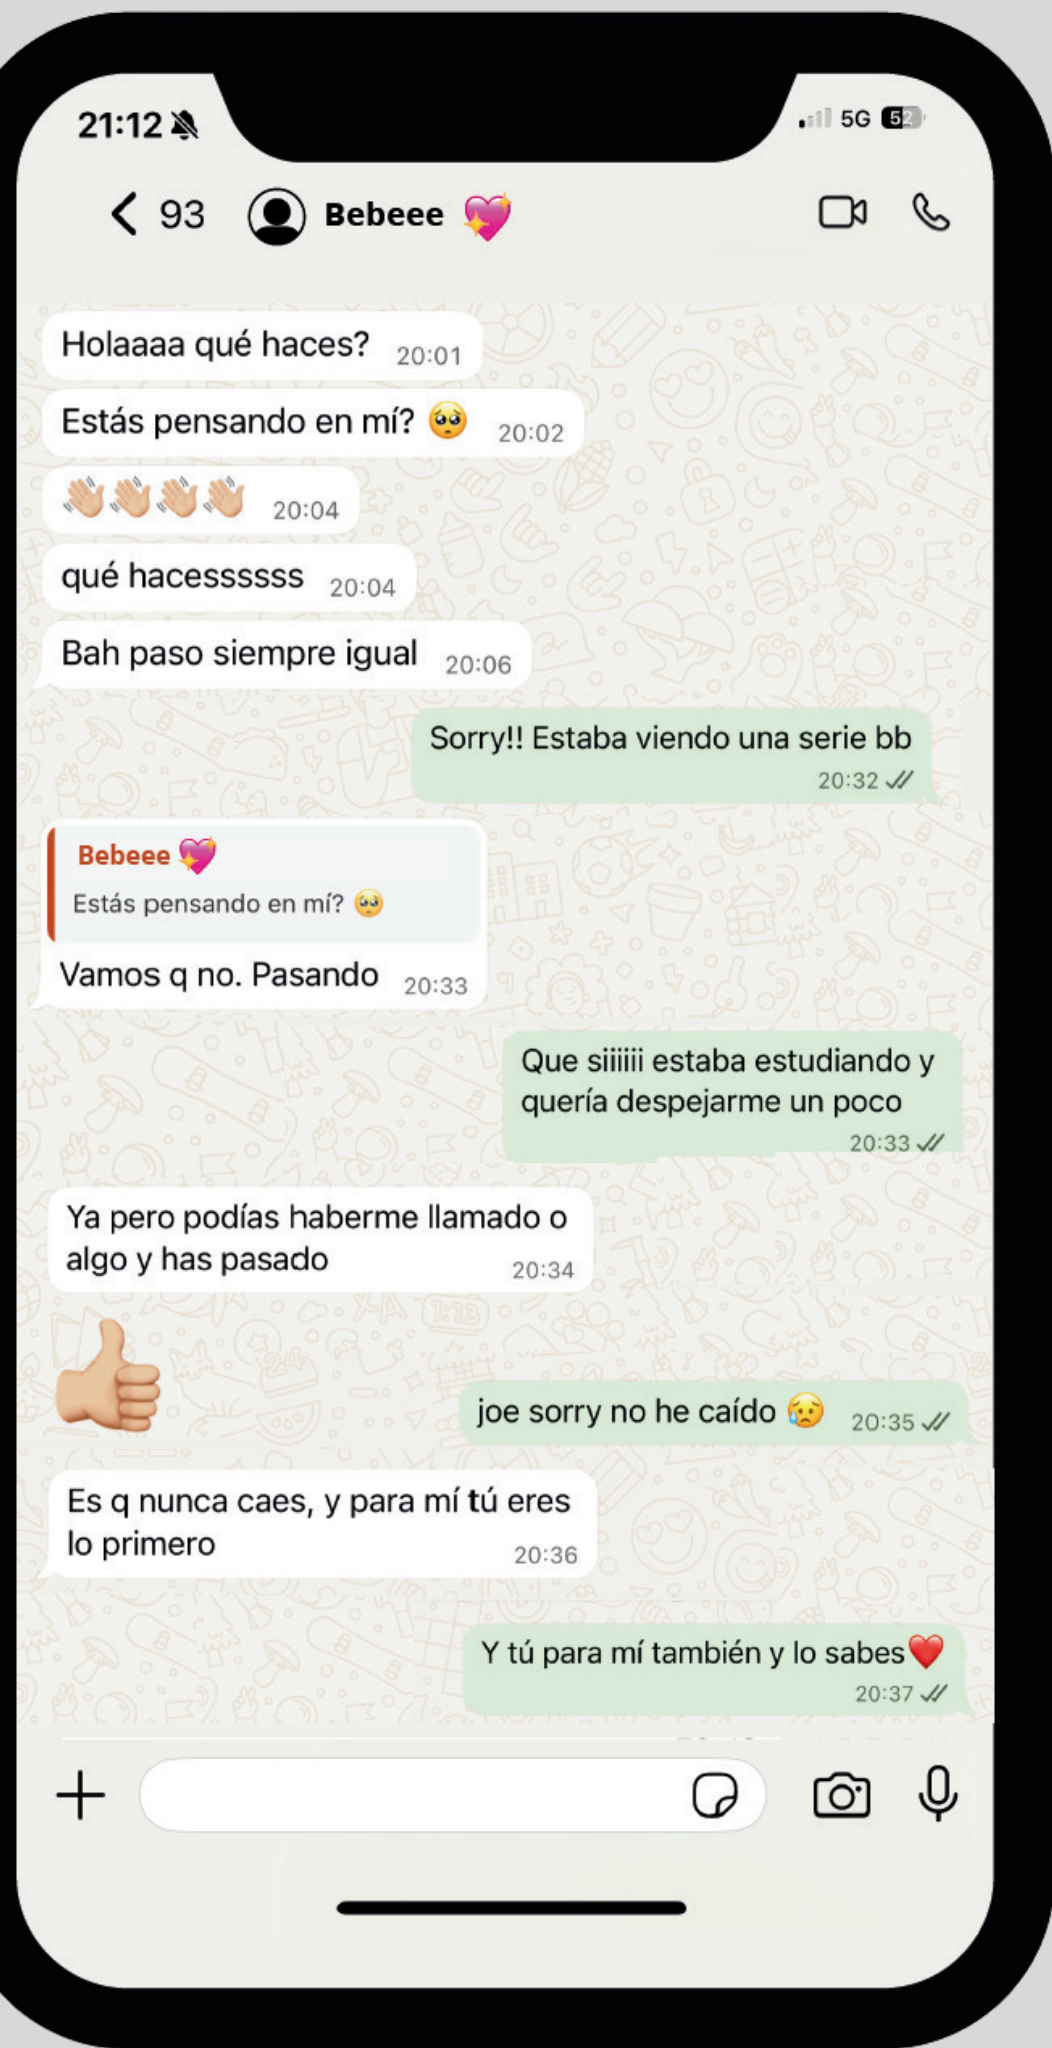 21:12 5G 52
93 Bebeee 💖
Holaaaa qué haces? 20:01
Estás pensando en mí? 🥺 20:02
👋🏼👋🏼👋🏼👋🏼 20:04
qué hacessssss 20:04
Bah paso siempre igual 20:06
Sorry!! Estaba viendo una serie bb
20:32
Bebeee 💖
Estás pensando en mí? 🥺
Vamos q no. Pasando 20:33
Que siiiiii estaba estudiando y
quería despejarme un poco
20:33
Ya pero podías haberme llamado o
algo y has pasado 20:34
👍🏼
joe sorry no he caído 😥 20:35
Es q nunca caes, y para mí tú eres
lo primero 20:36
Y tú para mí también y lo sabes❤️
20:37